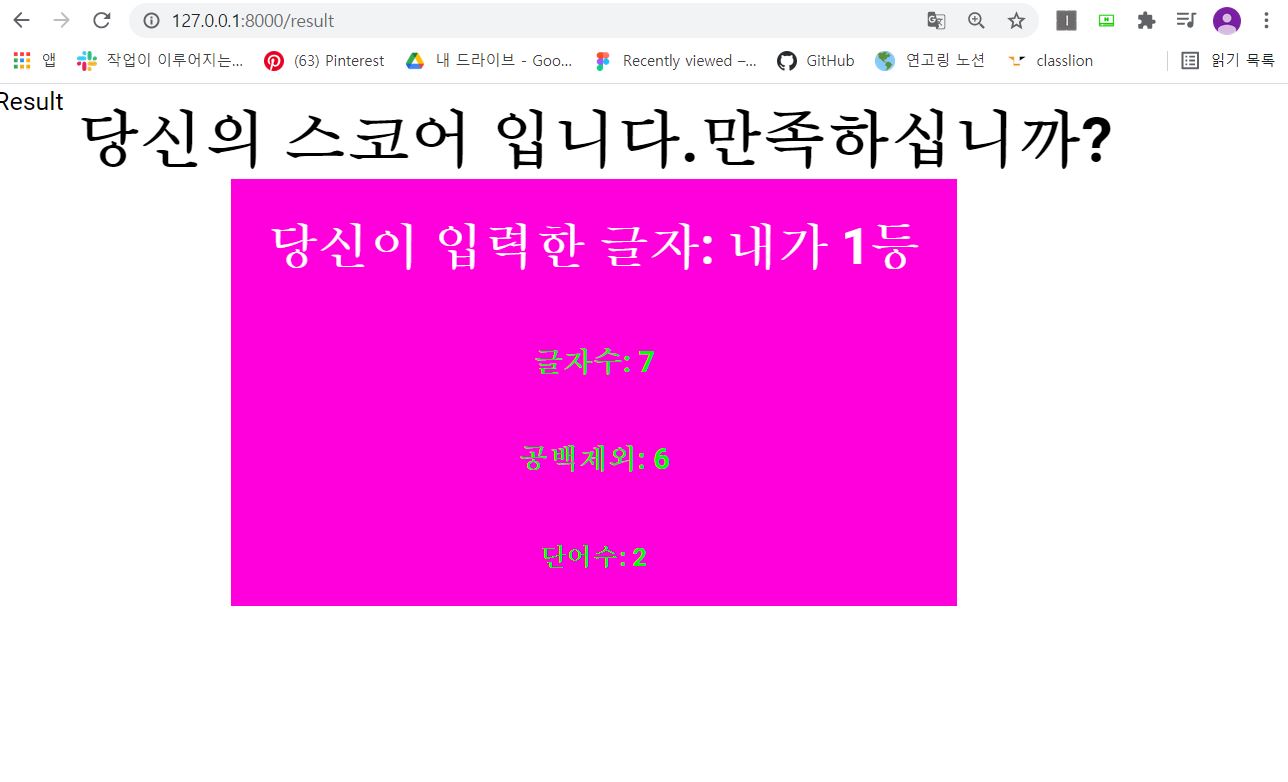 127.0.0.1:8000/result
앱 작업이 이루어지는... (63) Pinterest 내 드라이브 - Goo... Recently viewed –... GitHub 연고링 노션 classlion 읽기 목록
Result
당신의 스코어 입니다.만족하십니까?
당신이 입력한 글자: 내가 1등
글자수: 7
공백제외: 6
단어수: 2